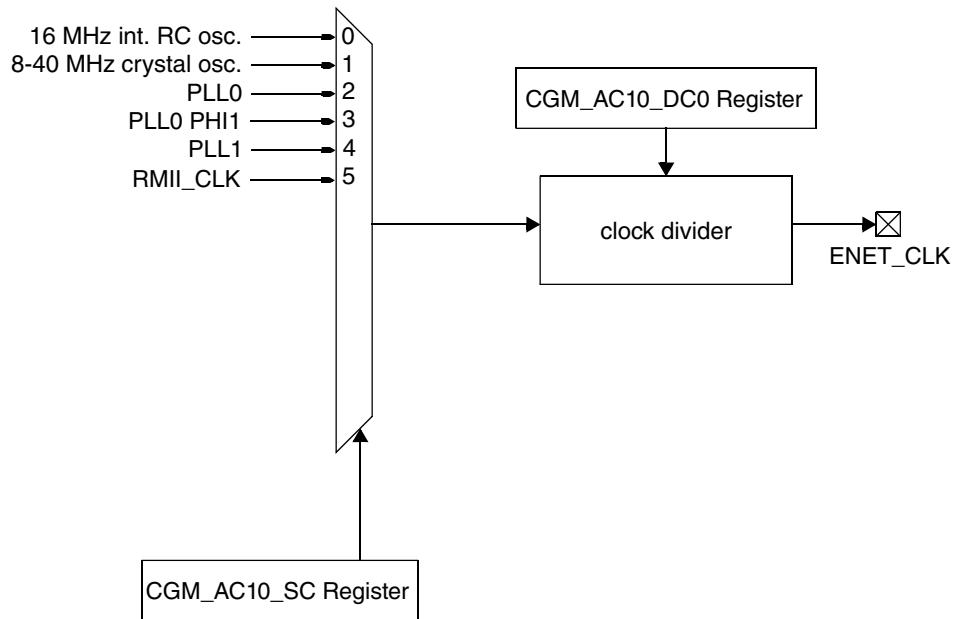 16 MHz int. RC osc.
0
8-40 MHz crystal osc.
1
PLL0
2
PLL0 PHI1
3
PLL1
4
RMII_CLK
5
CGM_AC10_DC0 Register
clock divider
ENET_CLK
CGM_AC10_SC Register